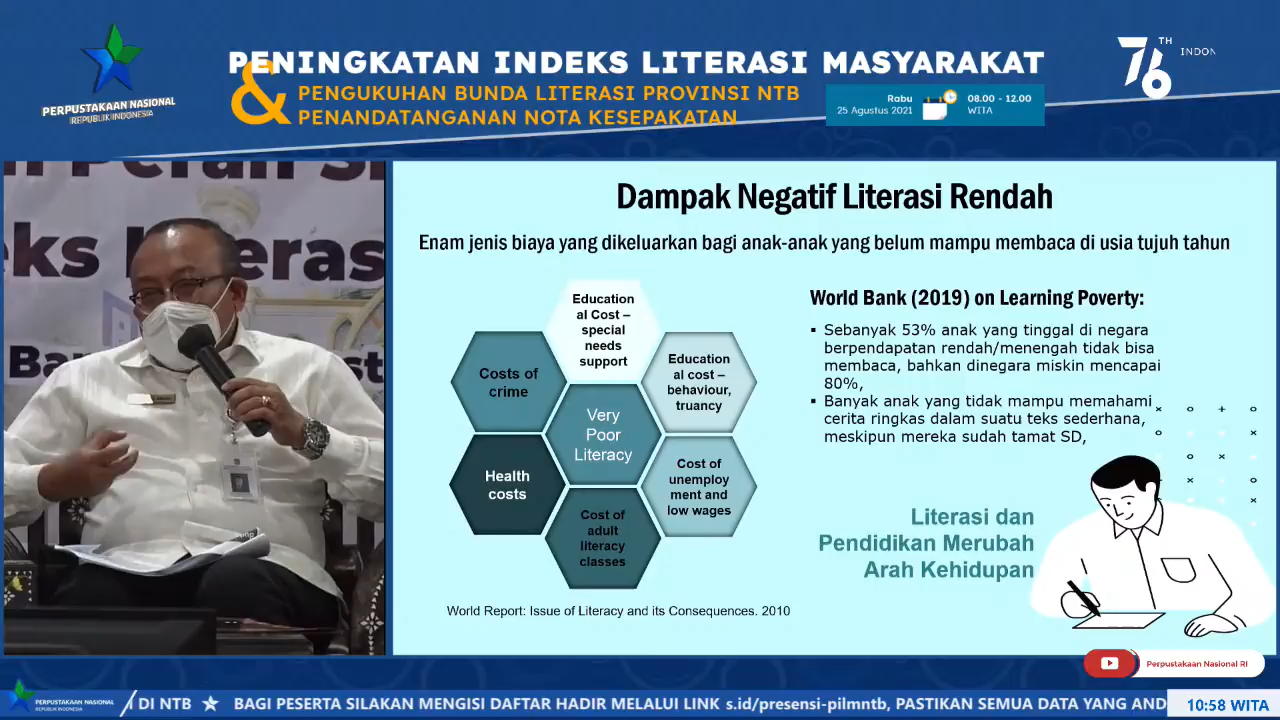 PERPUSTAKAAN NASIONAL
REPUBLIK INDONESIA
PENINGKATAN INDEKS LITERASI MASYARAKAT
& PENGUKUHAN BUNDA LITERASI PROVINSI NTB
PENANDATANGANAN NOTA KESEPAKATAN
Rabu
25 Agustus 2021
08.00 - 12.00
WITA
76 TH
INDON
Peran S
eks Literas
Ba
Dampak Negatif Literasi Rendah
Enam jenis biaya yang dikeluarkan bagi anak-anak yang belum mampu membaca di usia tujuh tahun
Education
al Cost –
special
needs
support
Costs of
crime
Education
al cost –
behaviour,
truancy
Very
Poor
Literacy
Health
costs
Cost of
unemploy
ment and
low wages
Cost of
adult
literacy
classes
World Report: Issue of Literacy and its Consequences. 2010
World Bank (2019) on Learning Poverty:
▪ Sebanyak 53% anak yang tinggal di negara
berpendapatan rendah/menengah tidak bisa
membaca, bahkan dinegara miskin mencapai
80%,
▪ Banyak anak yang tidak mampu memahami
cerita ringkas dalam suatu teks sederhana,
meskipun mereka sudah tamat SD,
Literasi dan
Pendidikan Merubah
Arah Kehidupan
Perpustakaan Nasional RI
PERPUSTAKAAN NASIONAL
REPUBLIK INDONESIA
DI NTB ★ BAGI PESERTA SILAKAN MENGISI DAFTAR HADIR MELALUI LINK s.id/presensi-pilmntb, PASTIKAN SEMUA DATA YANG AND
10:58 WITA